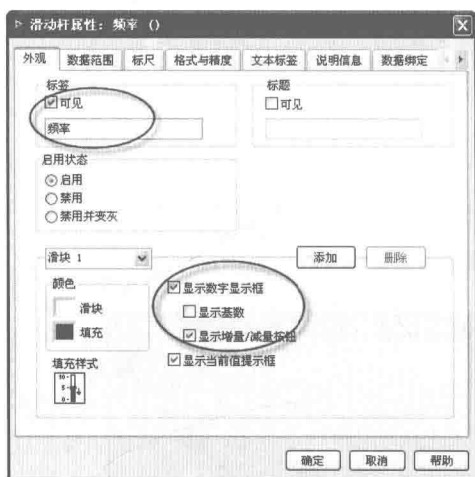 滑动杆属性：频率 （）
外观 数据范围 标尺 格式与精度 文本标签 说明信息 数据绑定
标签
可见
频率
标题
可见
启用状态
启用
禁用
禁用并变灰
滑块 1
添加
删除
颜色
滑块
填充
填充样式
10-
5-
0-
显示数字显示框
显示基数
显示增量/减量按钮
显示当前值提示框
确定 取消 帮助